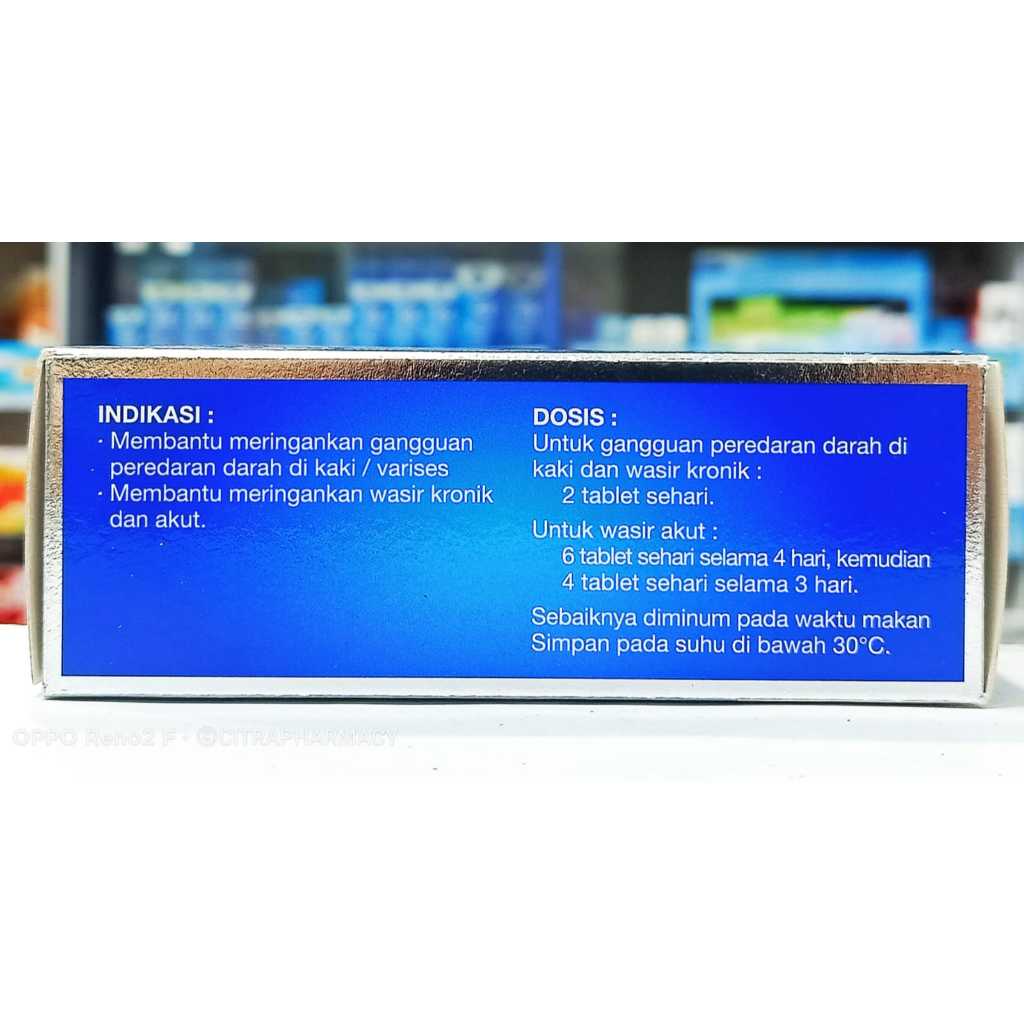 INDIKASI :
· Membantu meringankan gangguan
peredaran darah di kaki / varises
· Membantu meringankan wasir kronik
dan akut.
DOSIS :
Untuk gangguan peredaran darah di
kaki dan wasir kronik :
2 tablet sehari.
Untuk wasir akut :
6 tablet sehari selama 4 hari, kemudian
4 tablet sehari selama 3 hari.
Sebaiknya diminum pada waktu makan
Simpan pada suhu di bawah 30°C.
OPPO Reno2 F · @CITRAPHARMACY